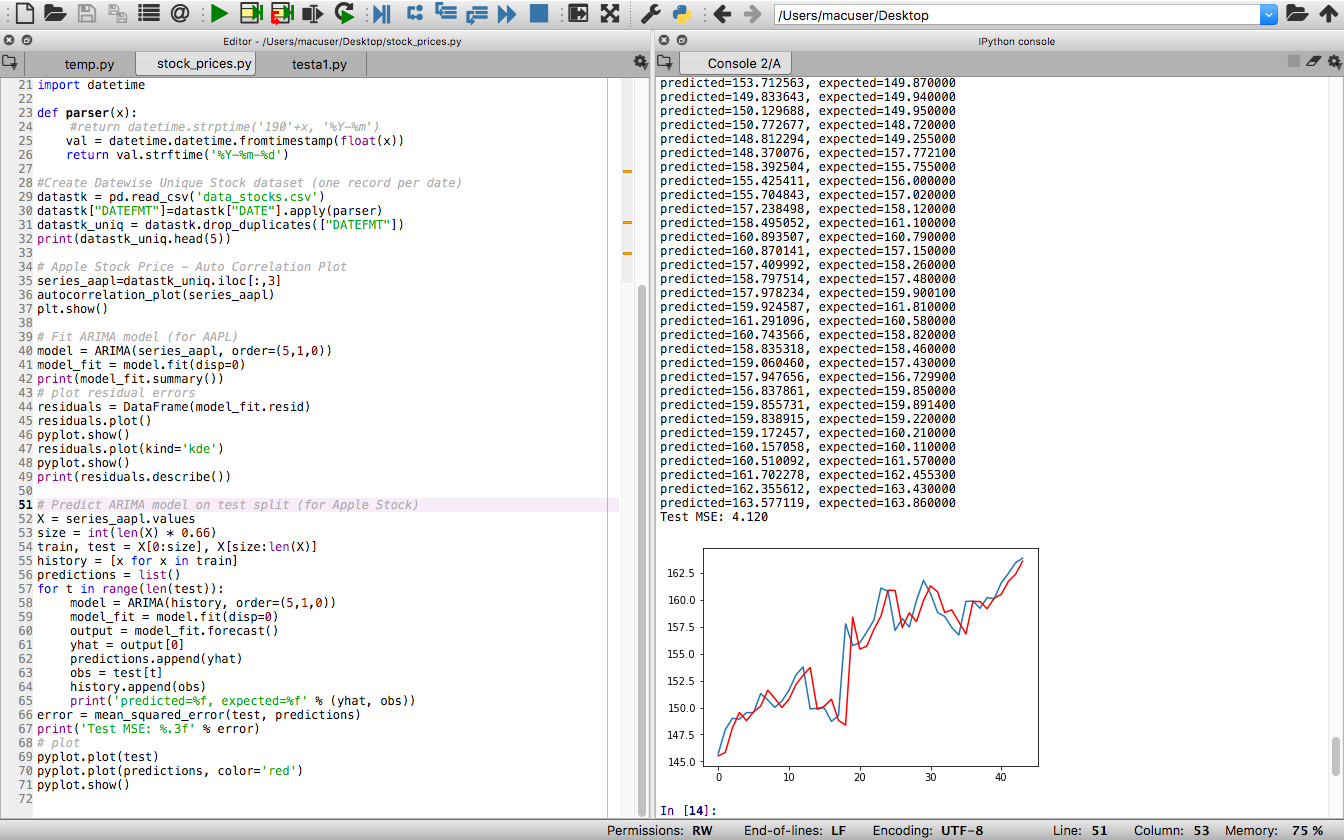 /Users/macuser/Desktop
Editor - /Users/macuser/Desktop/stock_prices.py
temp.py
stock_prices.py
testa1.py
21 import datetime
22
23 def parser(x):
24     #return datetime.strptime('190'+x, '%Y-%m')
25     val = datetime.datetime.fromtimestamp(float(x))
26     return val.strftime('%Y-%m-%d')
27
28 #Create Datewise Unique Stock dataset (one record per date)
29 datastk = pd.read_csv('data_stocks.csv')
30 datastk["DATEFMT"]=datastk["DATE"].apply(parser)
31 datastk_uniq = datastk.drop_duplicates(["DATEFMT"])
32 print(datastk_uniq.head(5))
33
34 # Apple Stock Price - Auto Correlation Plot
35 series_aapl=datastk_uniq.iloc[:,3]
36 autocorrelation_plot(series_aapl)
37 plt.show()
38
39 # Fit ARIMA model (for AAPL)
40 model = ARIMA(series_aapl, order=(5,1,0))
41 model_fit = model.fit(disp=0)
42 print(model_fit.summary())
43 # plot residual errors
44 residuals = DataFrame(model_fit.resid)
45 residuals.plot()
46 pyplot.show()
47 residuals.plot(kind='kde')
48 pyplot.show()
49 print(residuals.describe())
50
51 # Predict ARIMA model on test split (for Apple Stock)
52 X = series_aapl.values
53 size = int(len(X) * 0.66)
54 train, test = X[0:size], X[size:len(X)]
55 history = [x for x in train]
56 predictions = list()
57 for t in range(len(test)):
58     model = ARIMA(history, order=(5,1,0))
59     model_fit = model.fit(disp=0)
60     output = model_fit.forecast()
61     yhat = output[0]
62     predictions.append(yhat)
63     obs = test[t]
64     history.append(obs)
65     print('predicted=%f, expected=%f' % (yhat, obs))
66 error = mean_squared_error(test, predictions)
67 print('Test MSE: %.3f' % error)
68 # plot
69 pyplot.plot(test)
70 pyplot.plot(predictions, color='red')
71 pyplot.show()
72
IPython console
Console 2/A
predicted=153.712563, expected=149.870000
predicted=149.833643, expected=149.940000
predicted=150.129688, expected=149.950000
predicted=150.772677, expected=148.720000
predicted=148.812294, expected=149.255000
predicted=148.370076, expected=157.772100
predicted=158.392504, expected=155.755000
predicted=155.425411, expected=156.000000
predicted=155.704843, expected=157.020000
predicted=157.238498, expected=158.120000
predicted=158.495052, expected=161.100000
predicted=160.893507, expected=160.790000
predicted=160.870141, expected=157.150000
predicted=157.409992, expected=158.260000
predicted=158.797514, expected=157.480000
predicted=157.978234, expected=159.900100
predicted=159.924587, expected=161.810000
predicted=161.291096, expected=160.580000
predicted=160.743566, expected=158.820000
predicted=158.835318, expected=158.460000
predicted=159.060460, expected=157.430000
predicted=157.947656, expected=156.729900
predicted=156.837861, expected=159.850000
predicted=159.855731, expected=159.891400
predicted=159.838915, expected=159.220000
predicted=159.172457, expected=160.210000
predicted=160.157058, expected=160.110000
predicted=160.510092, expected=161.570000
predicted=161.702278, expected=162.455300
predicted=162.355612, expected=163.430000
predicted=163.577119, expected=163.860000
Test MSE: 4.120
162.5
160.0
157.5
155.0
152.5
150.0
147.5
145.0
0 10 20 30 40
In [14]:
Permissions: RW End-of-lines: LF Encoding: UTF-8 Line: 51 Column: 53 Memory: 75 %